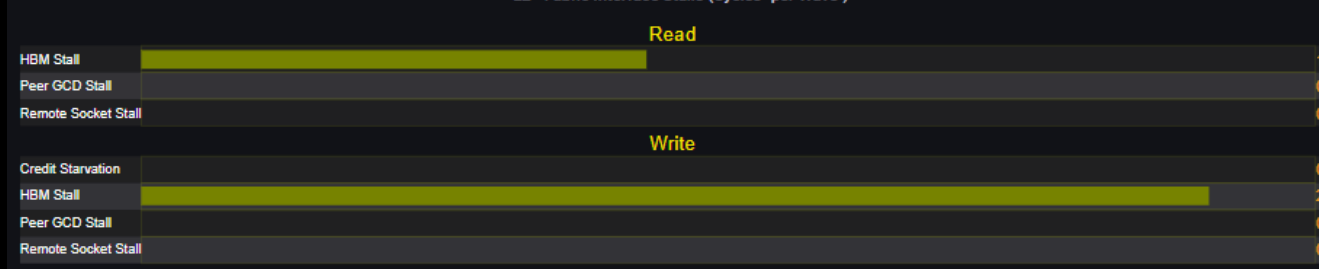 Read
HBM Stall
Peer GCD Stall
Remote Socket Stall
Write
Credit Starvation
HBM Stall
Peer GCD Stall
Remote Socket Stall